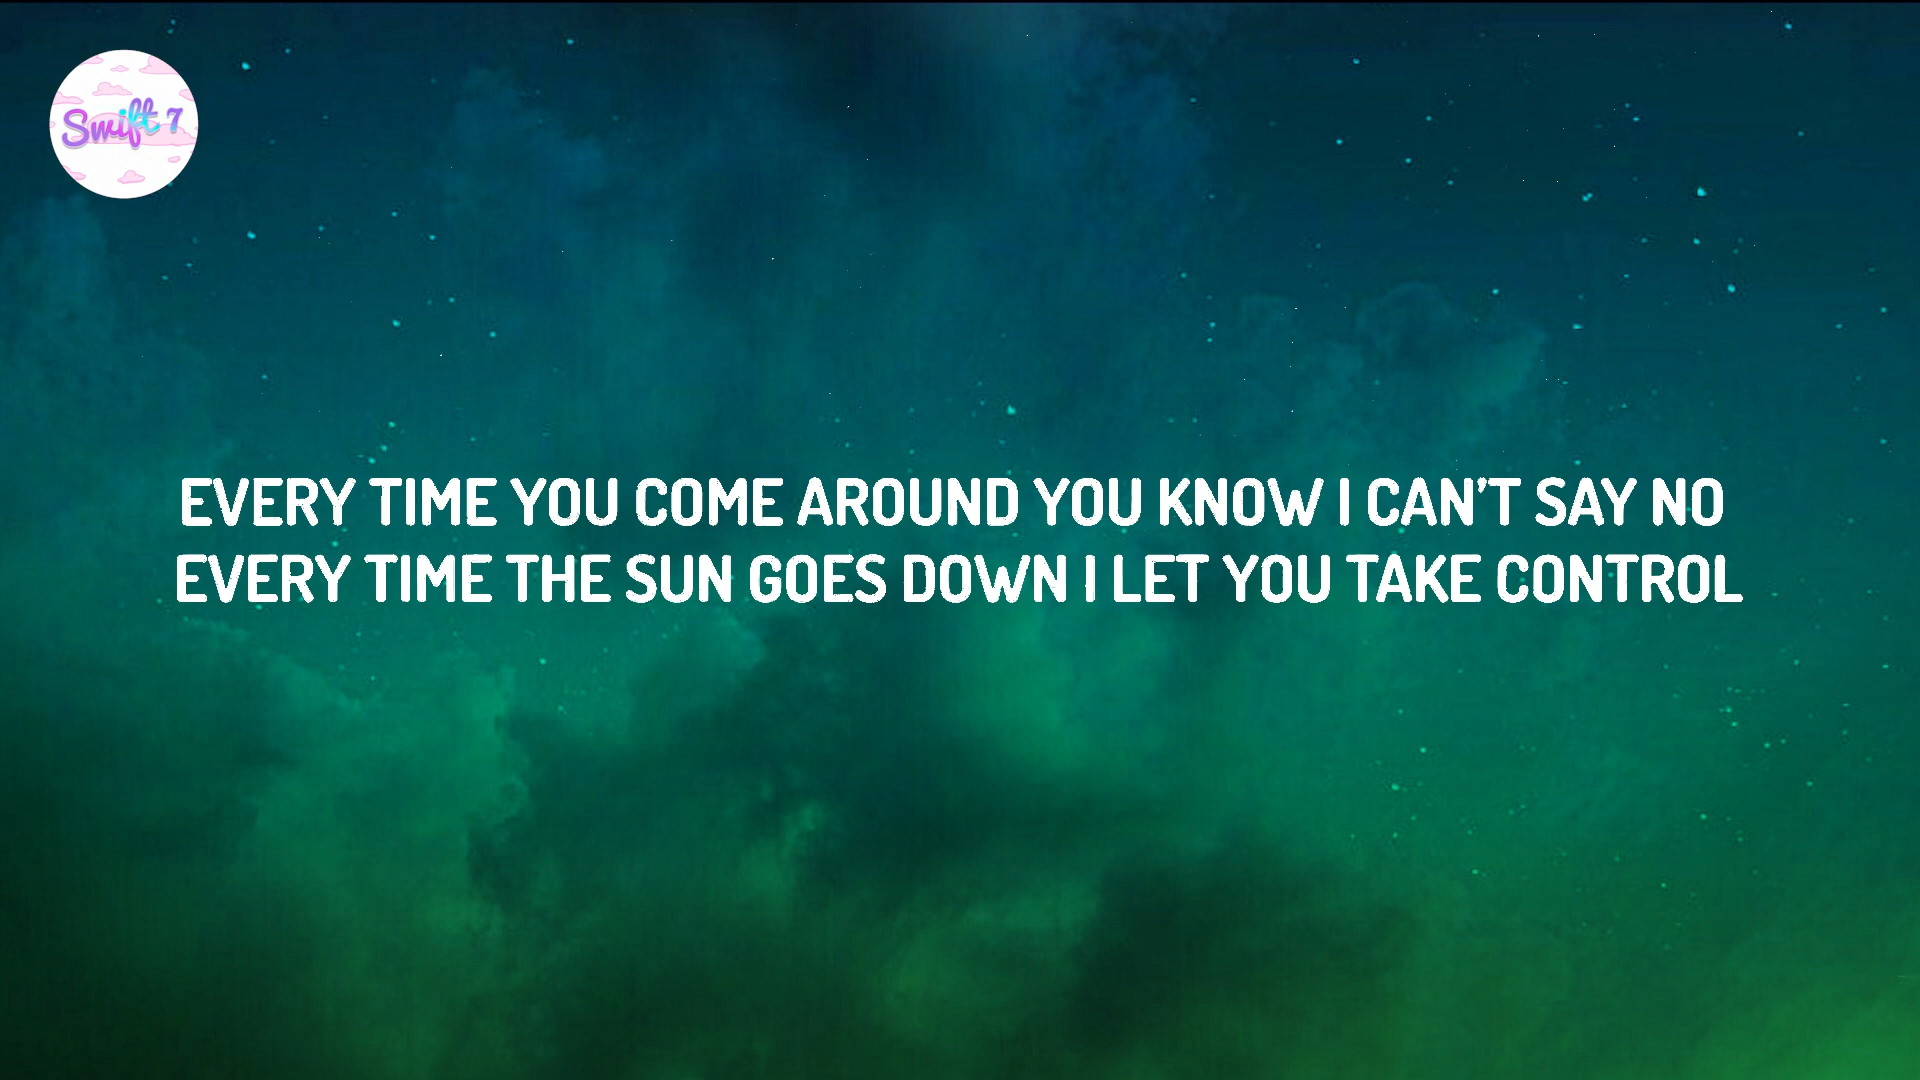 Swift 7
EVERY TIME YOU COME AROUND YOU KNOW I CAN'T SAY NO
EVERY TIME THE SUN GOES DOWN I LET YOU TAKE CONTROL